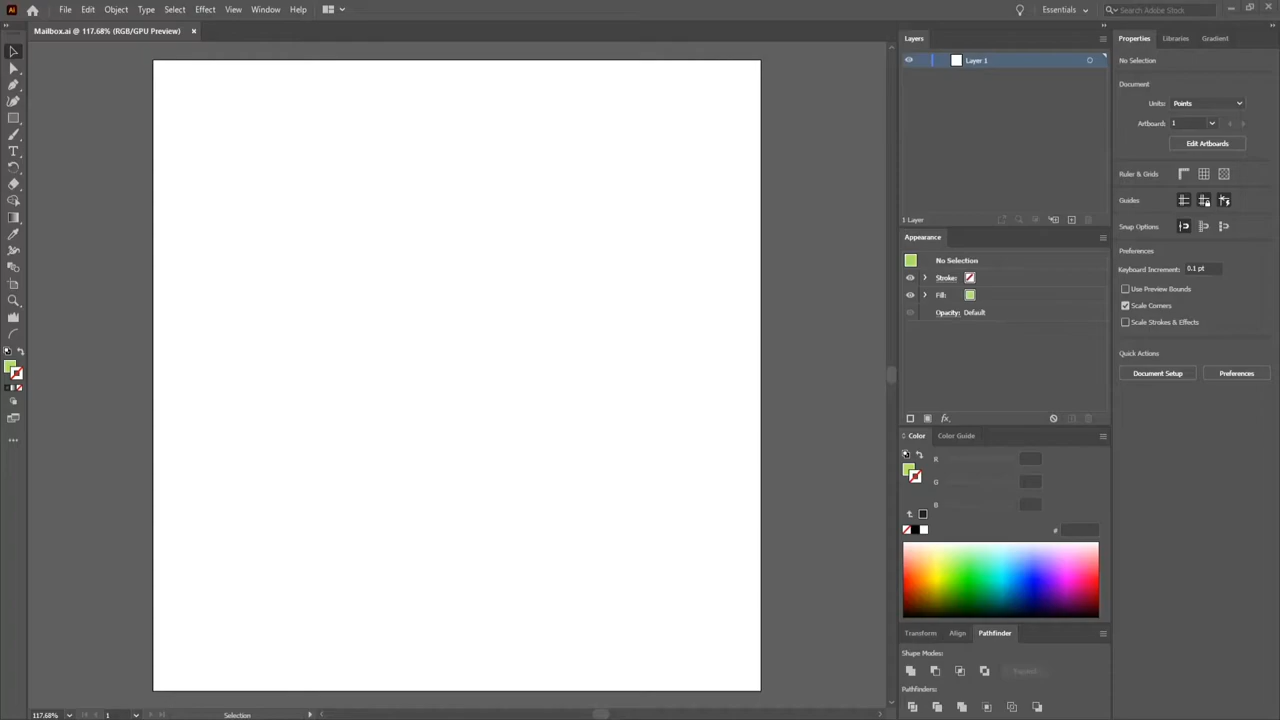 Ai File Edit Object Type Select Effect View Window Help Essentials Search Adobe Stock
Mailbox.ai @ 117.68% (RGB/GPU Preview)
Layers
Layer 1
1 Layer
Appearance
No Selection
Stroke:
Fill:
Opacity: Default
fx
Color Color Guide
R
G
B
#
Transform Align Pathfinder
Shape Modes:
Expand
Pathfinders:
Properties Libraries Gradient
No Selection
Document
Units: Points
Artboard: 1
Edit Artboards
Ruler & Grids
Guides
Snap Options
Preferences
Keyboard Increment: 0.1 pt
Use Preview Bounds
Scale Corners
Scale Strokes & Effects
Quick Actions
Document Setup Preferences
117.68% 1 Selection